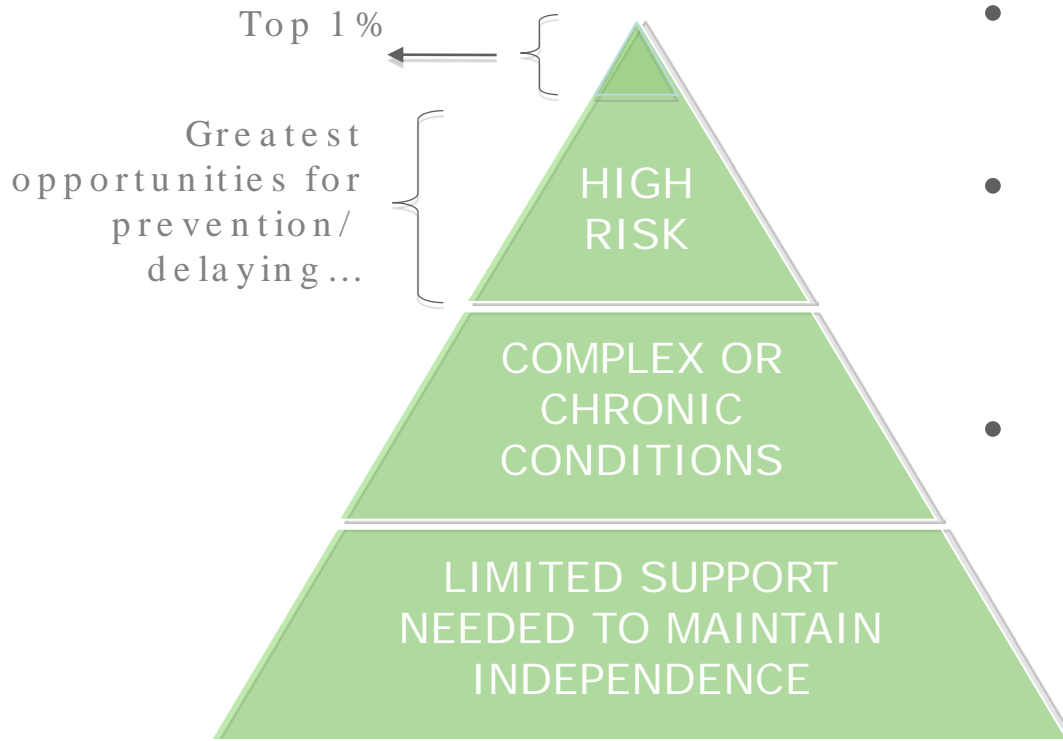 Top 1%
Greatest
opportunities for
prevention/
delaying...
HIGH
RISK
COMPLEX OR
CHRONIC
CONDITIONS
LIMITED SUPPORT
NEEDED TO MAINTAIN
INDEPENDENCE